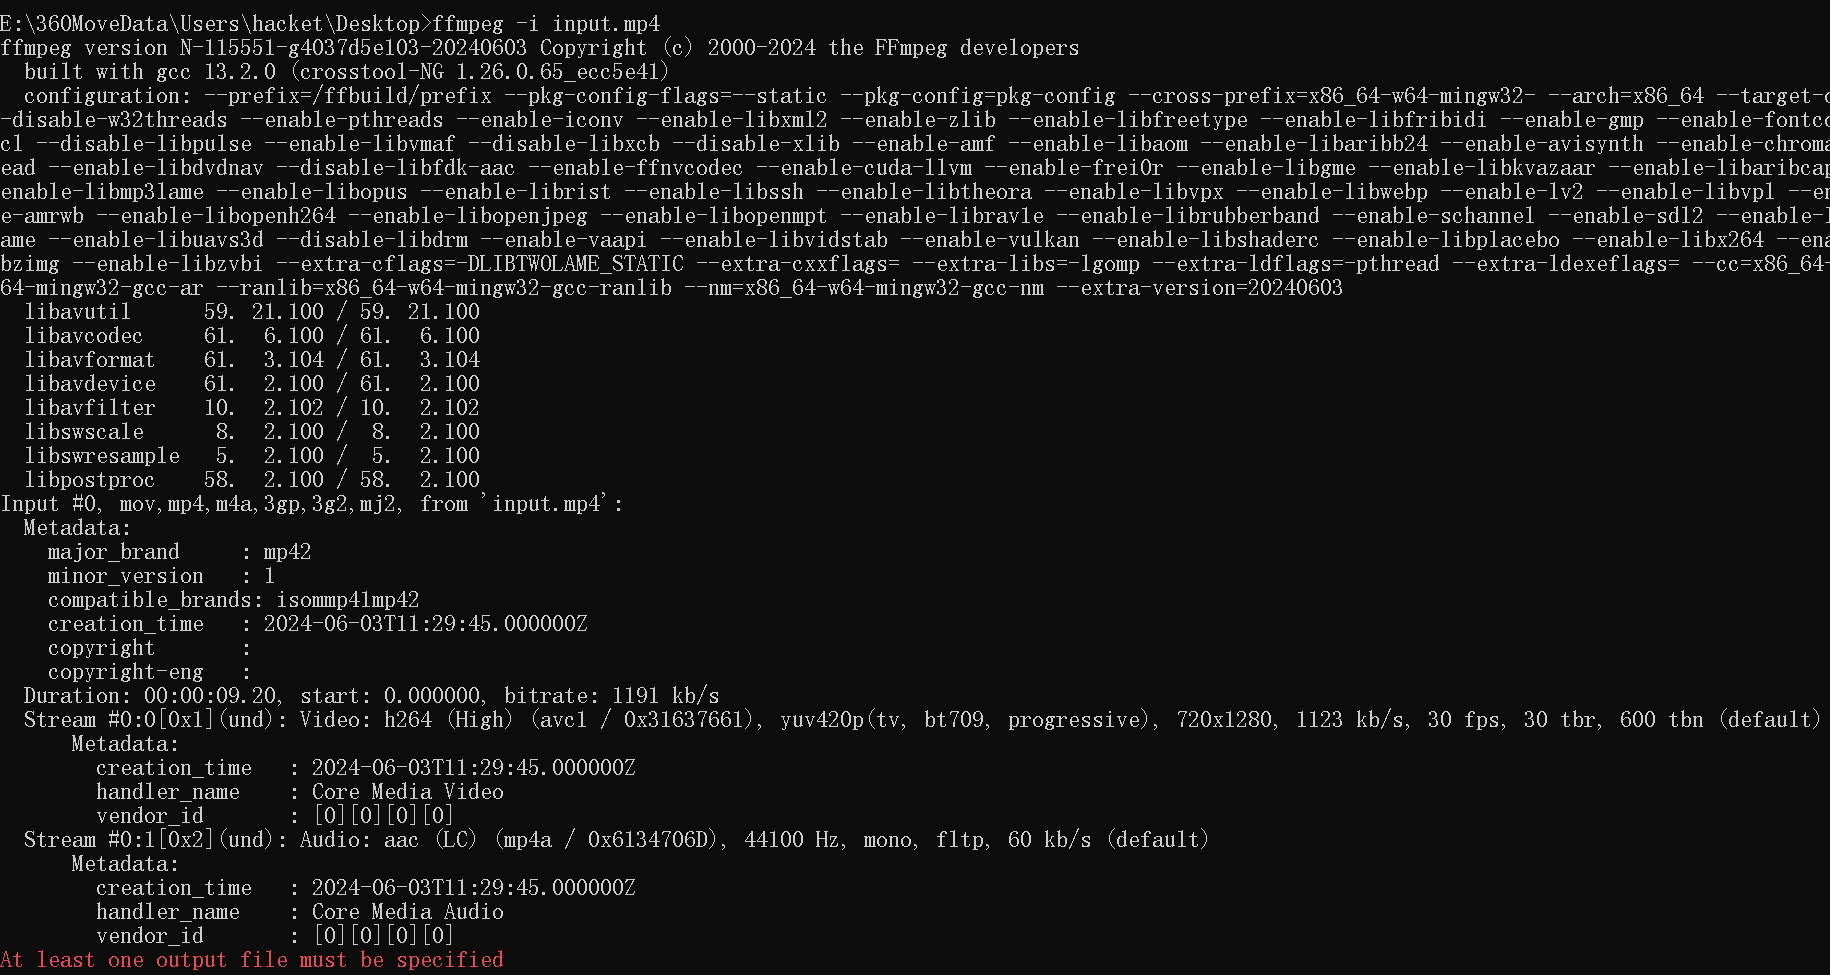 E:\360MoveData\Users\hacket\Desktop>ffmpeg -i input.mp4
ffmpeg version N-115551-g4037d5e103-20240603 Copyright (c) 2000-2024 the FFmpeg developers
  built with gcc 13.2.0 (crosstool-NG 1.26.0.65_ecc5e41)
  configuration: --prefix=/ffbuild/prefix --pkg-config-flags=--static --pkg-config=pkg-config --cross-prefix=x86_64-w64-mingw32- --arch=x86_64 --target-
-disable-w32threads --enable-pthreads --enable-iconv --enable-libxml2 --enable-zlib --enable-libfreetype --enable-libfribidi --enable-gmp --enable-fontc
cl --disable-libpulse --enable-libvmaf --disable-libxcb --disable-xlib --enable-amf --enable-libaom --enable-libaribb24 --enable-avisynth --enable-chroma
ead --enable-libdvdnav --disable-libfdk-aac --enable-ffnvcodec --enable-cuda-llvm --enable-frei0r --enable-libgme --enable-libkvazaar --enable-libaribcap
enable-libmp3lame --enable-libopus --enable-librist --enable-libssh --enable-libtheora --enable-libvpx --enable-libwebp --enable-lv2 --enable-libvpl --en
e-amrwb --enable-libopenh264 --enable-libopenjpeg --enable-libopenmpt --enable-librav1e --enable-librubberband --enable-schannel --enable-sdl2 --enable-l
ame --enable-libuavs3d --disable-libdrm --enable-vaapi --enable-libvidstab --enable-vulkan --enable-libshaderc --enable-libplacebo --enable-libx264 --ena
bzimg --enable-libzvbi --extra-cflags=-DLIBTWOLAME_STATIC --extra-cxxflags= --extra-libs=-lgomp --extra-ldflags=-pthread --extra-ldexeflags= --cc=x86_64-
64-mingw32-gcc-ar --ranlib=x86_64-w64-mingw32-gcc-ranlib --nm=x86_64-w64-mingw32-gcc-nm --extra-version=20240603
  libavutil      59. 21.100 / 59. 21.100
  libavcodec     61.  6.100 / 61.  6.100
  libavformat    61.  3.104 / 61.  3.104
  libavdevice    61.  2.100 / 61.  2.100
  libavfilter    10.  2.102 / 10.  2.102
  libswscale      8.  2.100 /  8.  2.100
  libswresample   5.  2.100 /  5.  2.100
  libpostproc    58.  2.100 / 58.  2.100
Input #0, mov,mp4,m4a,3gp,3g2,mj2, from 'input.mp4':
  Metadata:
    major_brand     : mp42
    minor_version   : 1
    compatible_brands: isommp41mp42
    creation_time   : 2024-06-03T11:29:45.000000Z
    copyright       :
    copyright-eng   :
  Duration: 00:00:09.20, start: 0.000000, bitrate: 1191 kb/s
  Stream #0:0[0x1](und): Video: h264 (High) (avc1 / 0x31637661), yuv420p(tv, bt709, progressive), 720x1280, 1123 kb/s, 30 fps, 30 tbr, 600 tbn (default)
      Metadata:
        creation_time   : 2024-06-03T11:29:45.000000Z
        handler_name    : Core Media Video
        vendor_id       : [0][0][0][0]
  Stream #0:1[0x2](und): Audio: aac (LC) (mp4a / 0x6134706D), 44100 Hz, mono, fltp, 60 kb/s (default)
      Metadata:
        creation_time   : 2024-06-03T11:29:45.000000Z
        handler_name    : Core Media Audio
        vendor_id       : [0][0][0][0]
At least one output file must be specified